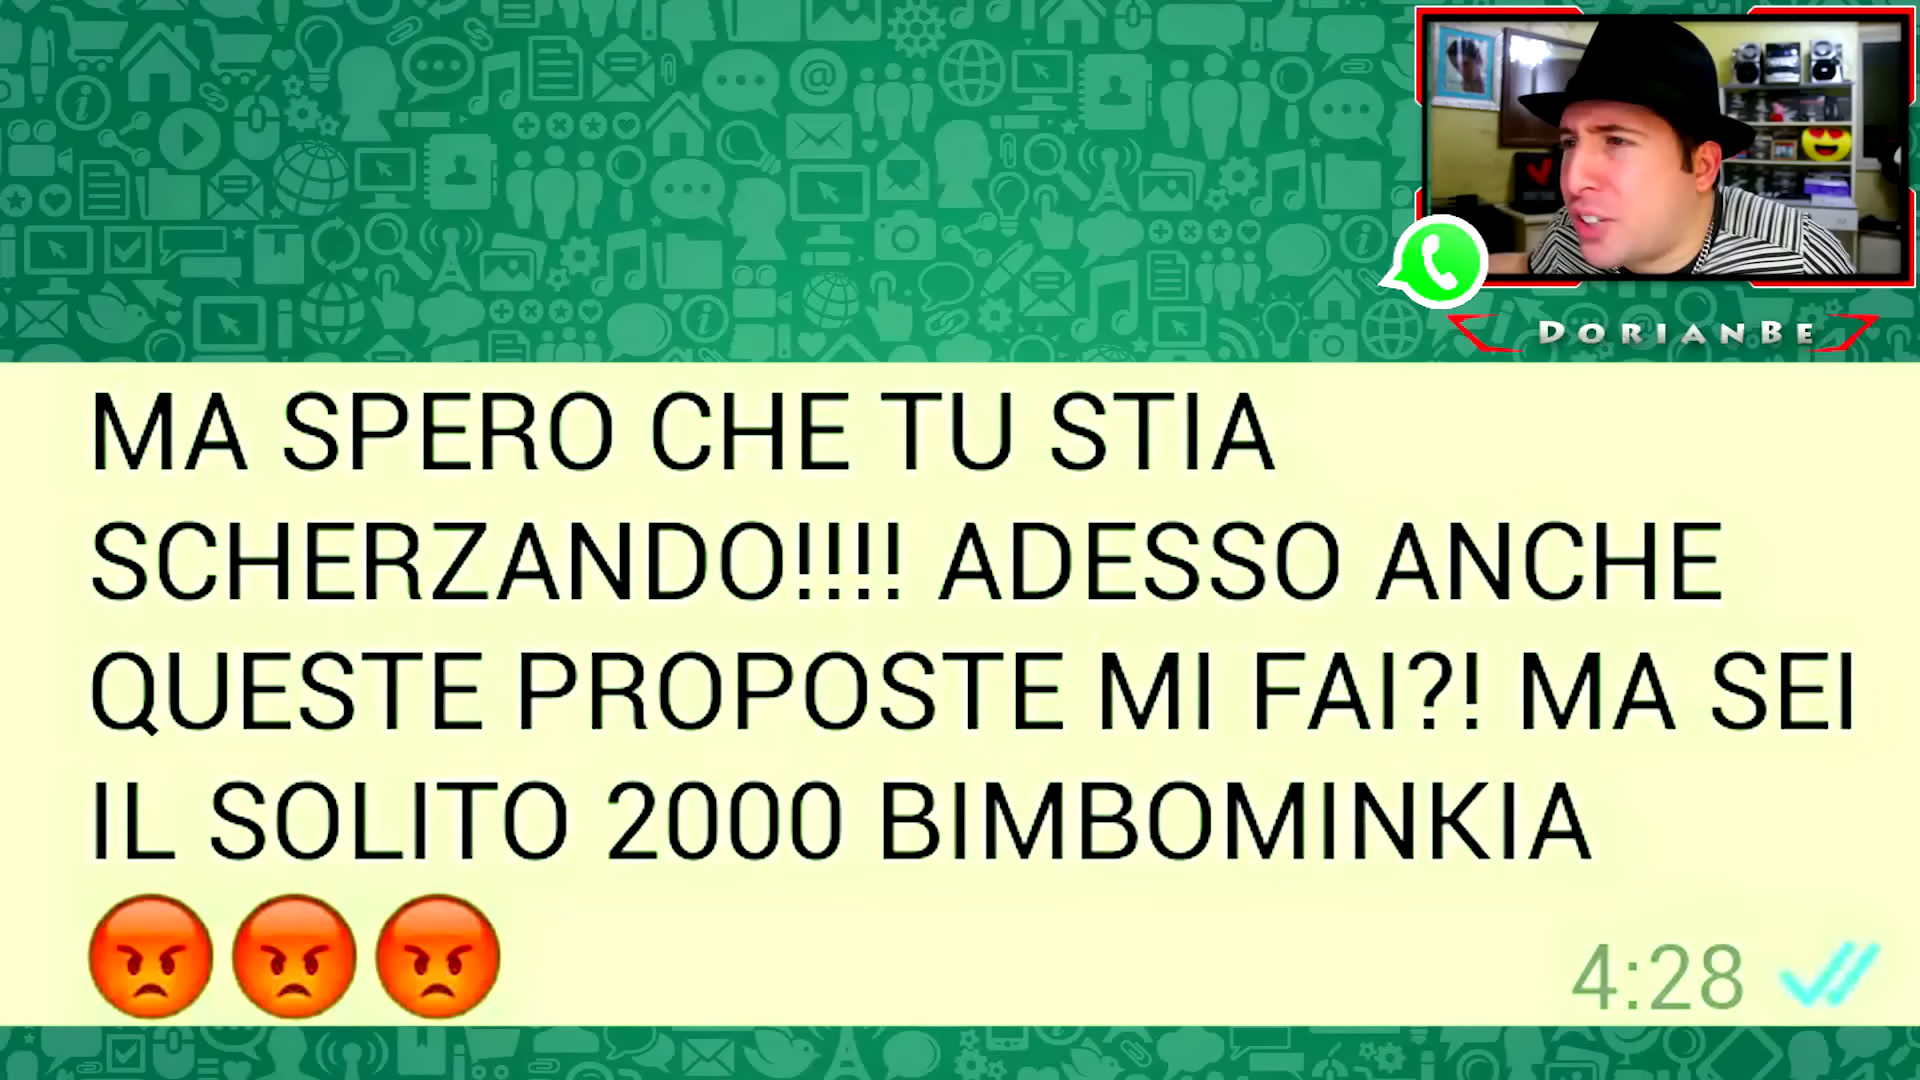 DORIANBE
MA SPERO CHE TU STIA
SCHERZANDO!!!! ADESSO ANCHE
QUESTE PROPOSTE MI FAI?! MA SEI
IL SOLITO 2000 BIMBOMINKIA
😡😡😡
4:28